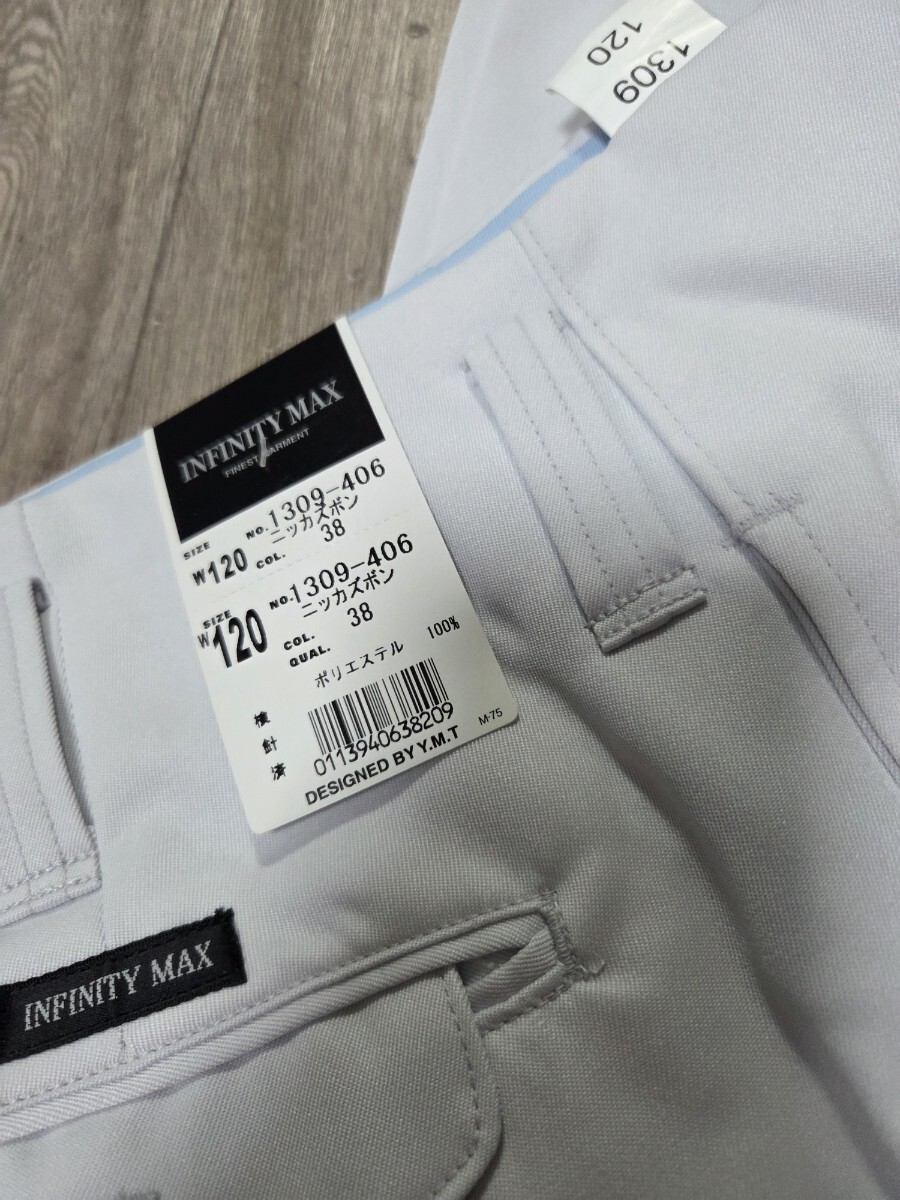 1309
120
INFINITY MAX
FINEST GARMENT
SIZE NO.1309-406
ニッカズボン
W120 COL. 38
SIZE NO.1309-406
ニッカズボン
W120 COL. 38
QUAL.
ポリエステル 100%
検針済
0113940638209
M-75
DESIGNED BY Y.M.T
INFINITY MAX